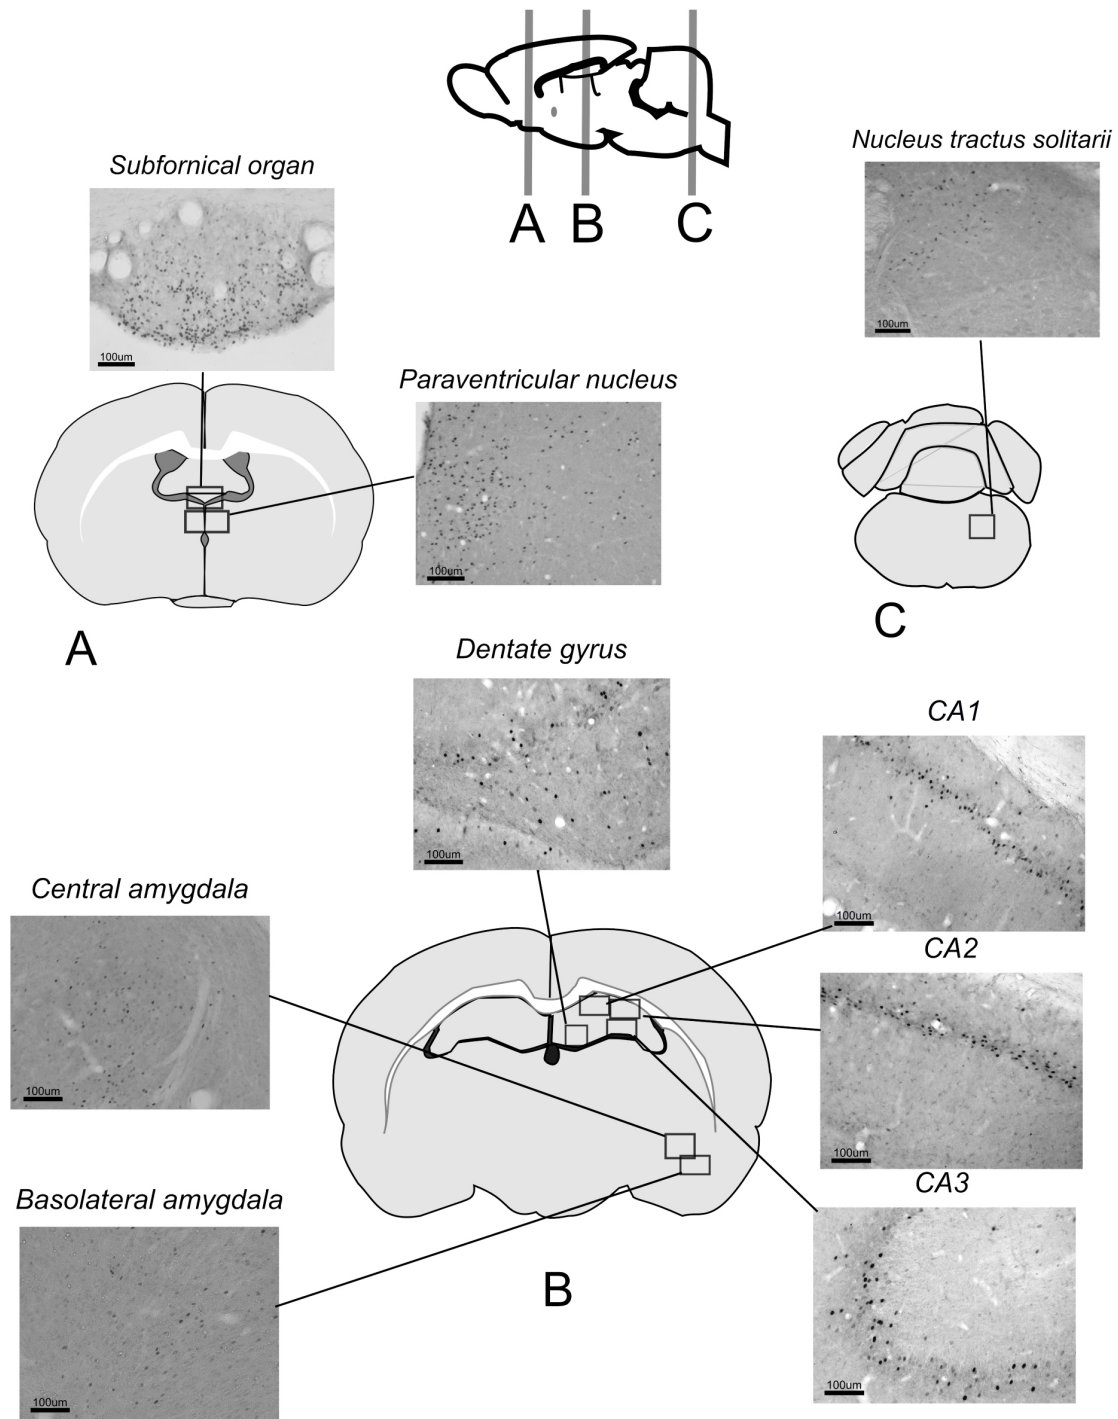 A B C
Subfornical organ
100um
Nucleus tractus solitarii
100um
Paraventricular nucleus
100um
A
C
Dentate gyrus
100um
CA1
100um
Central amygdala
100um
CA2
100um
Basolateral amygdala
100um
CA3
100um
B